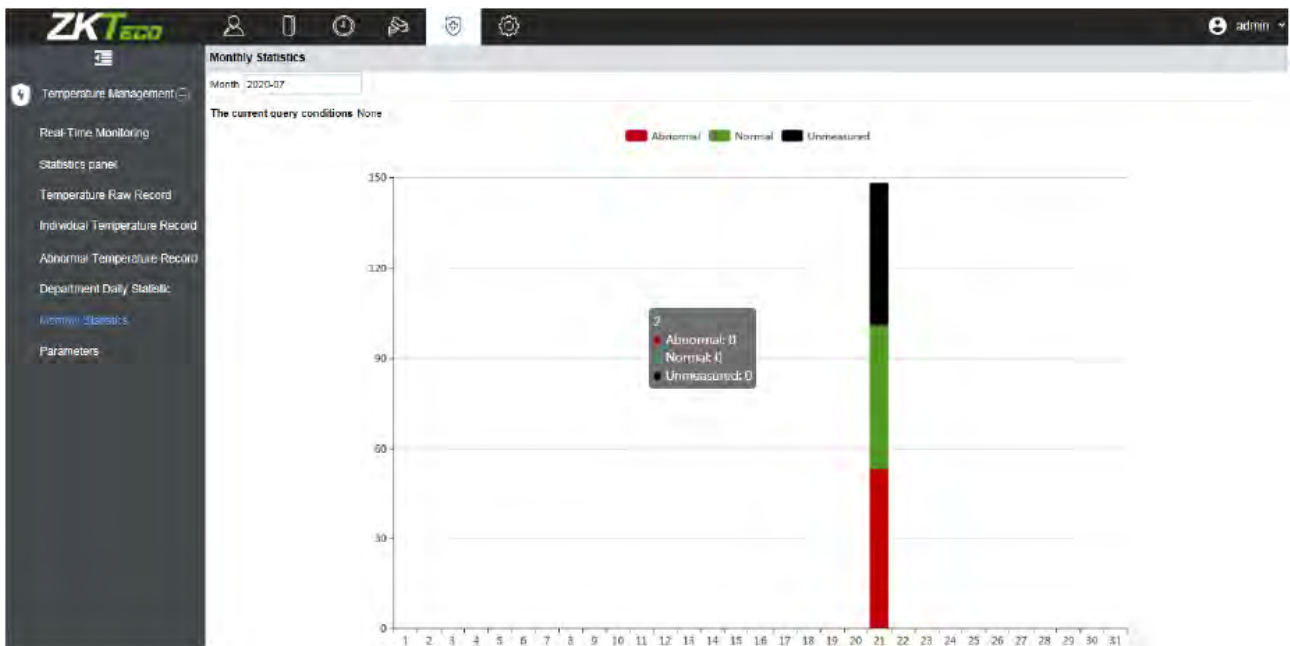 ZKTeco
admin
Monthly Statistics
Month 2020-07
Temperature Management
The current query conditions None
Real-Time Monitoring
Statistics panel
Temperature Raw Record
Individual Temperature Record
Abnormal Temperature Record
Department Daily Statistic
Monthly Statistics
Parameters
Abnormal Normal Unmeasured
150
120
90
60
30
0
2
Abnormal: 0
Normal: 0
Unmeasured: 0
1 2 3 4 5 6 7 8 9 10 11 12 13 14 15 16 17 18 19 20 21 22 23 24 25 26 27 28 29 30 31